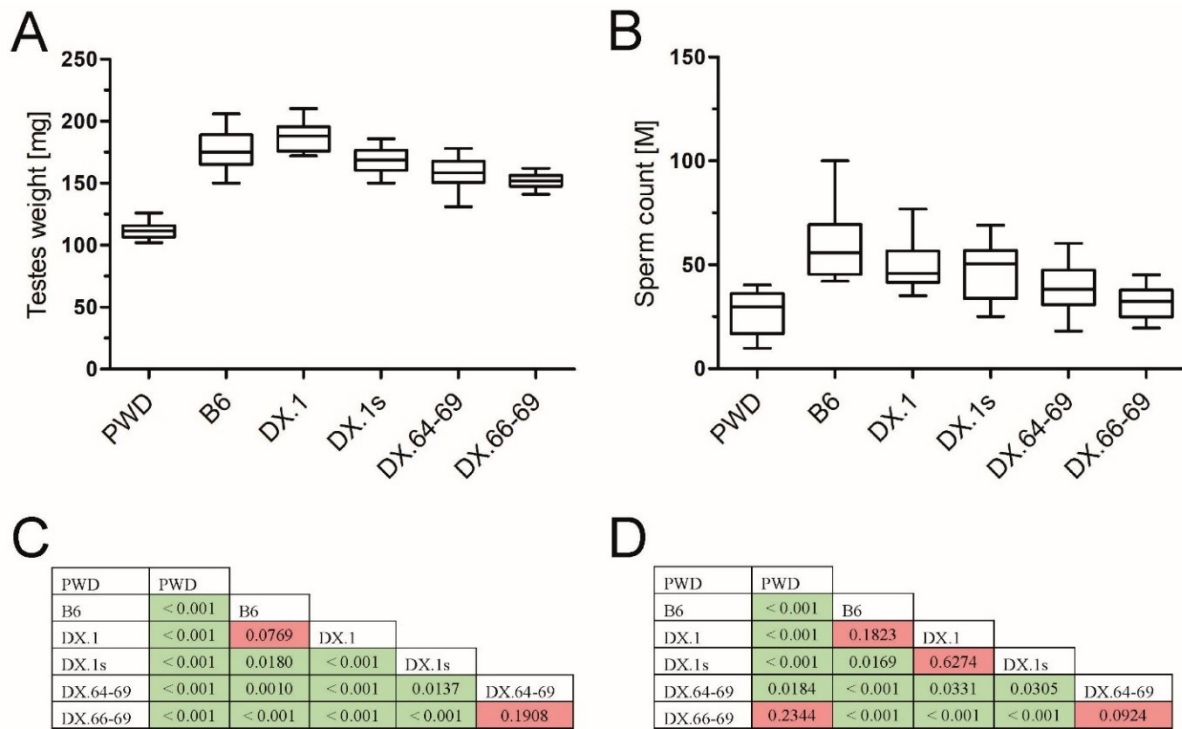 A
B
Testes weight [mg]
250
200
150
100
50
0
PWD
B6
DX.1
DX.1s
DX.64-69
DX.66-69
Sperm count [M]
150
100
50
0
PWD
B6
DX.1
DX.1s
DX.64-69
DX.66-69
C
PWD PWD
B6 < 0.001 B6
DX.1 < 0.001 0.0769 DX.1
DX.1s < 0.001 0.0180 < 0.001 DX.1s
DX.64-69 < 0.001 0.0010 < 0.001 0.0137 DX.64-69
DX.66-69 < 0.001 < 0.001 < 0.001 < 0.001 0.1908
D
PWD PWD
B6 < 0.001 B6
DX.1 < 0.001 0.1823 DX.1
DX.1s < 0.001 0.0169 0.6274 DX.1s
DX.64-69 0.0184 < 0.001 0.0331 0.0305 DX.64-69
DX.66-69 0.2344 < 0.001 < 0.001 < 0.001 0.0924